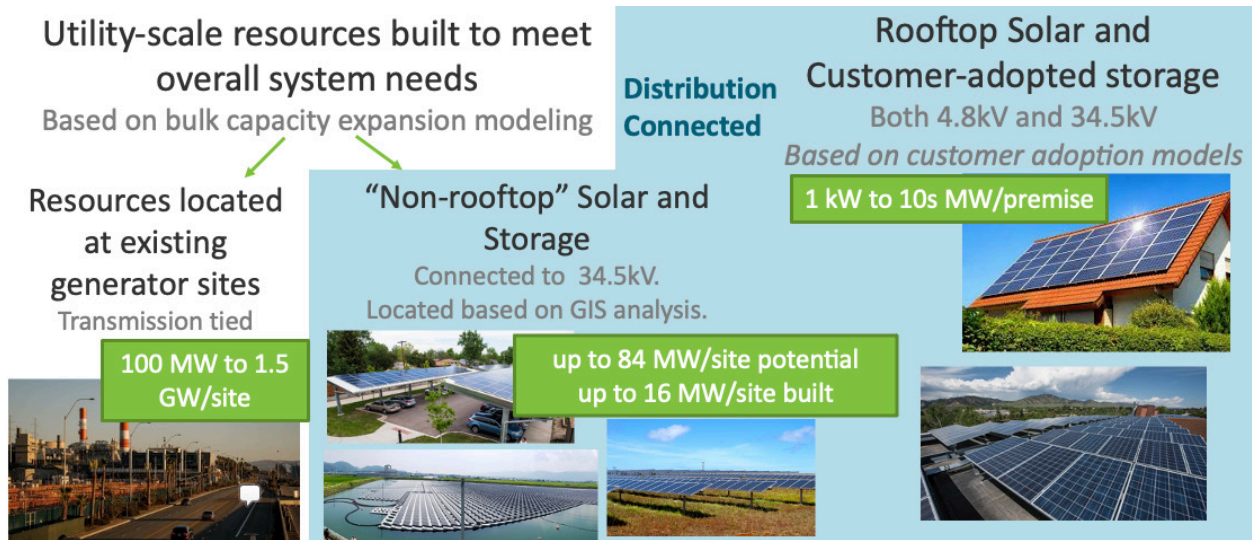 Utility-scale resources built to meet
overall system needs
Based on bulk capacity expansion modeling
Resources located
at existing
generator sites
Transmission tied
100 MW to 1.5
GW/site
Distribution
Connected
“Non-rooftop” Solar and
Storage
Connected to 34.5kV.
Located based on GIS analysis.
up to 84 MW/site potential
up to 16 MW/site built
Rooftop Solar and
Customer-adopted storage
Both 4.8kV and 34.5kV
Based on customer adoption models
1 kW to 10s MW/premise